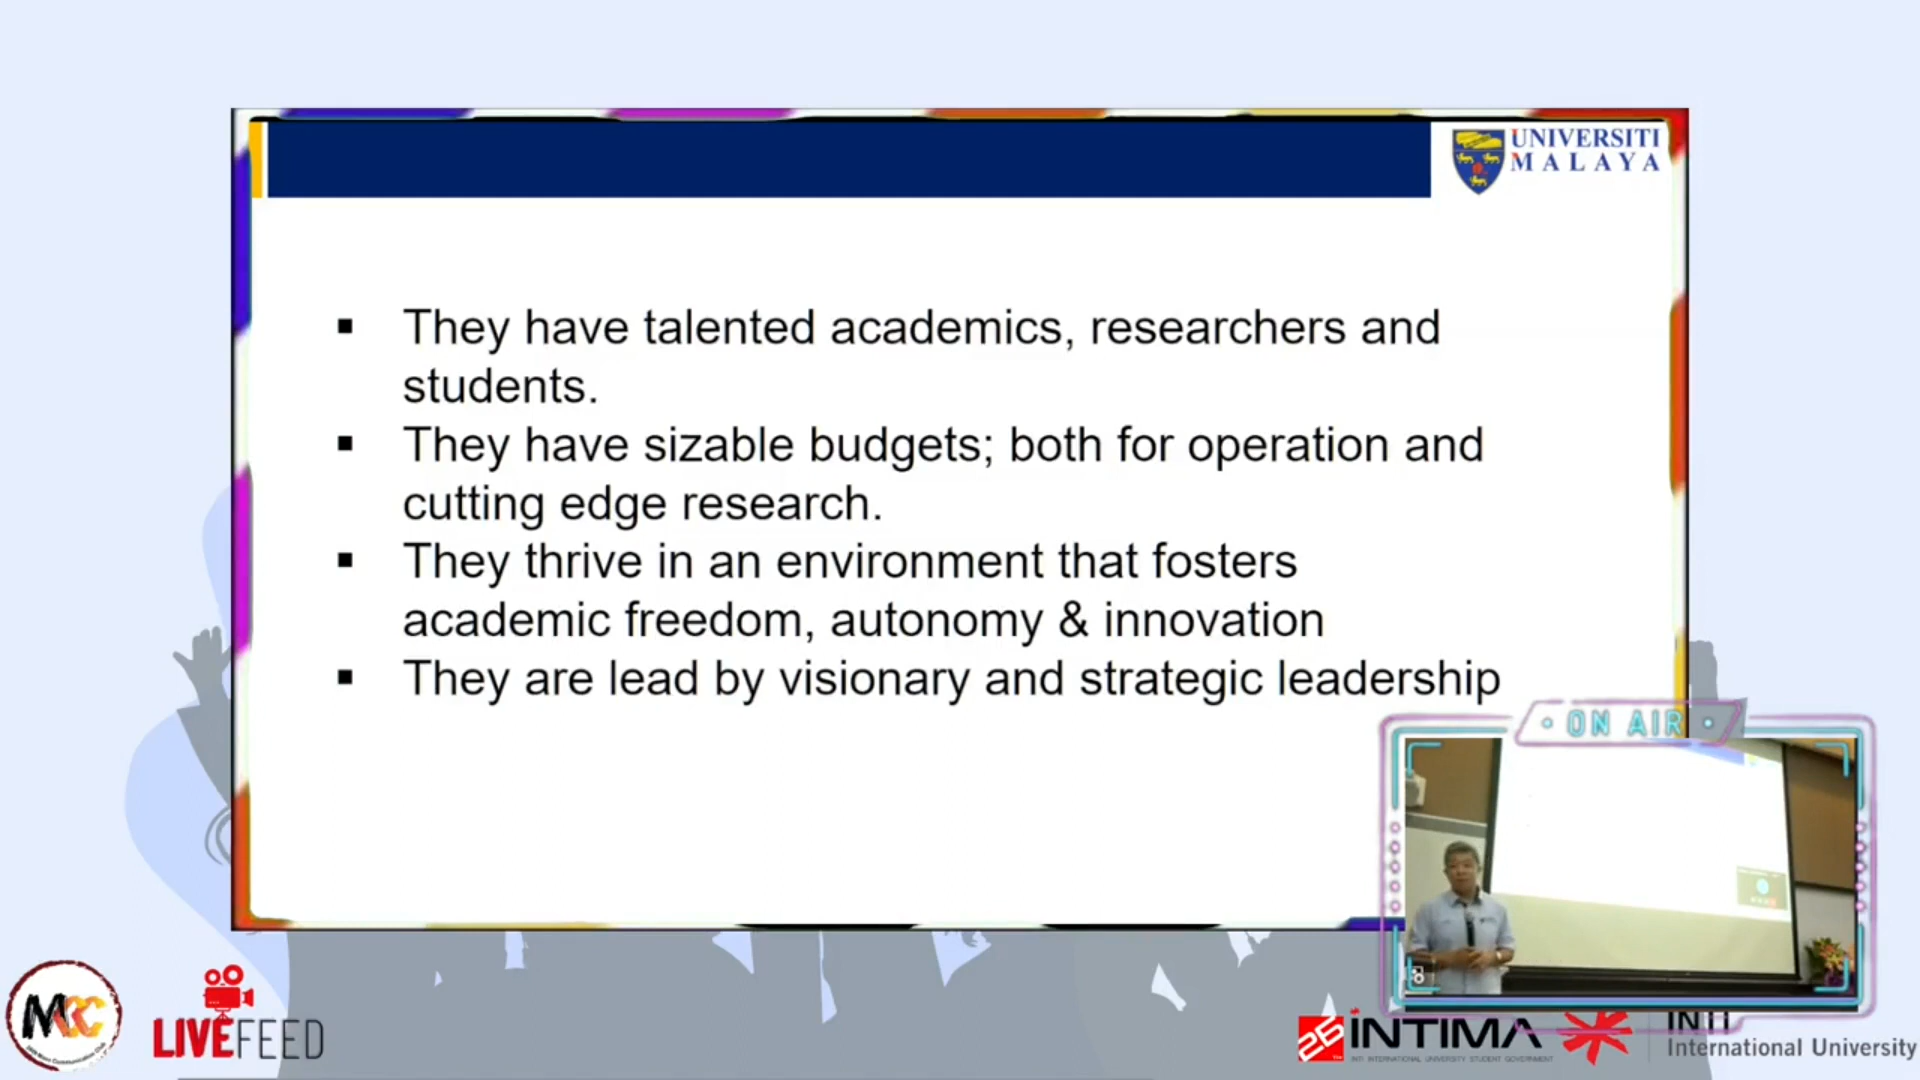 UNIVERSITI
MALAYA
▪ They have talented academics, researchers and
students.
▪ They have sizable budgets; both for operation and
cutting edge research.
▪ They thrive in an environment that fosters
academic freedom, autonomy & innovation
▪ They are lead by visionary and strategic leadership
• ON AIR •
MCC
LIVEFEED
26
INTIMA
INTI INTERNATIONAL UNIVERSITY STUDENT GOVERNMENT
INTI
International University